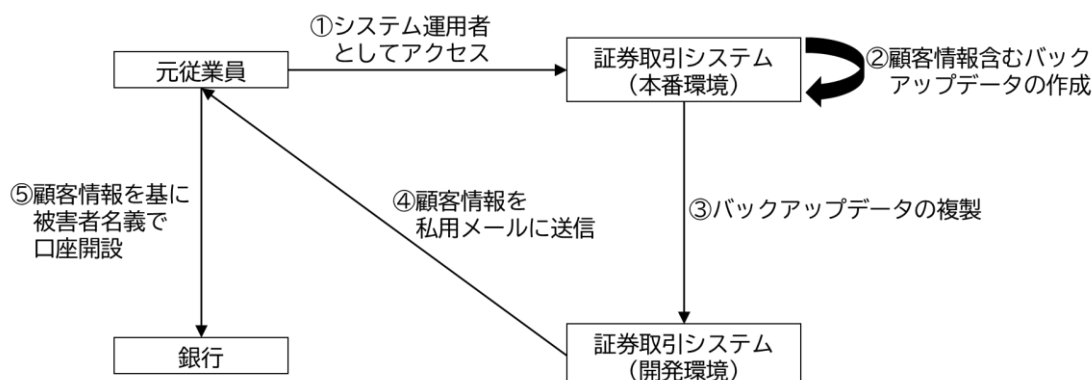 ①システム運用者
としてアクセス
元従業員
証券取引システム
（本番環境）
②顧客情報含むバック
アップデータの作成
⑤顧客情報を基に
被害者名義で
口座開設
④顧客情報を
私用メールに送信
③バックアップデータの複製
銀行
証券取引システム
（開発環境）